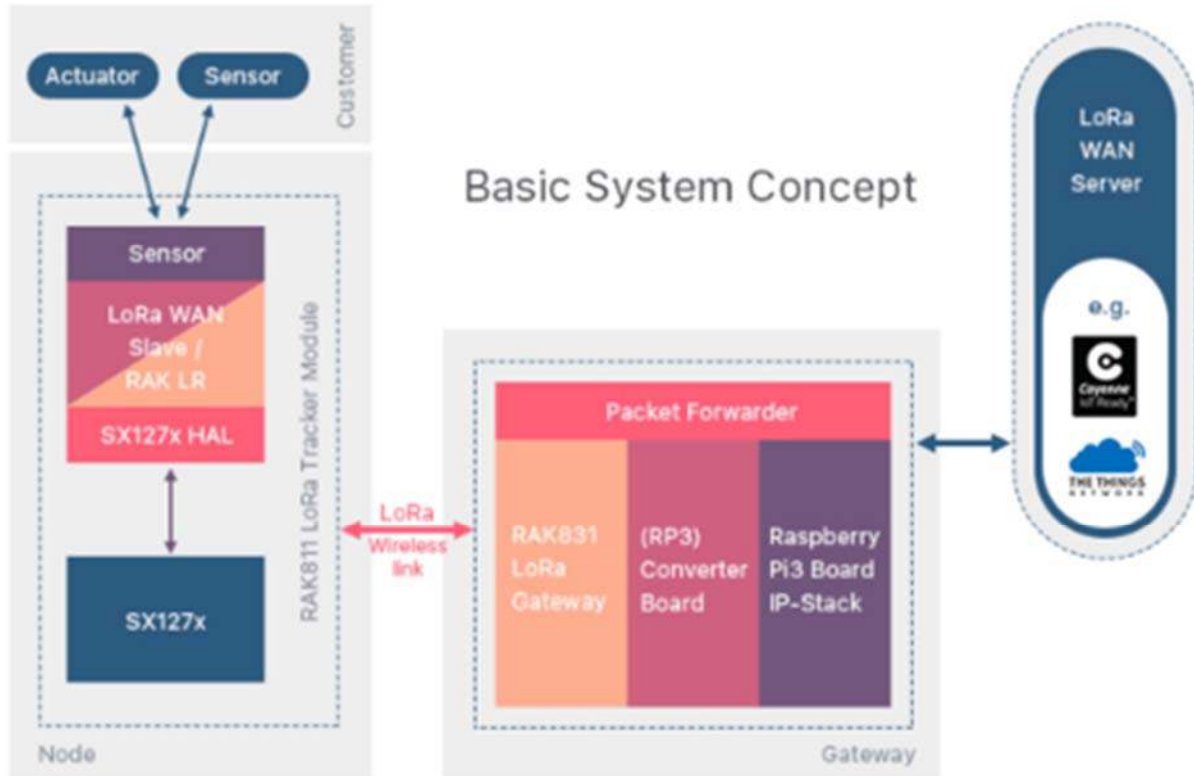 Customer
Actuator
Sensor
Basic System Concept
Sensor
LoRa WAN
Slave /
RAK LR
SX127x HAL
SX127x
RAK811 LoRa Tracker Module
Node
LoRa
Wireless
link
Packet Forwarder
RAK831
LoRa
Gateway
(RP3)
Converter
Board
Raspberry
Pi3 Board
IP-Stack
Gateway
LoRa
WAN
Server
e.g.
Cayenne
IoT Ready™
THE THINGS
NETWORK